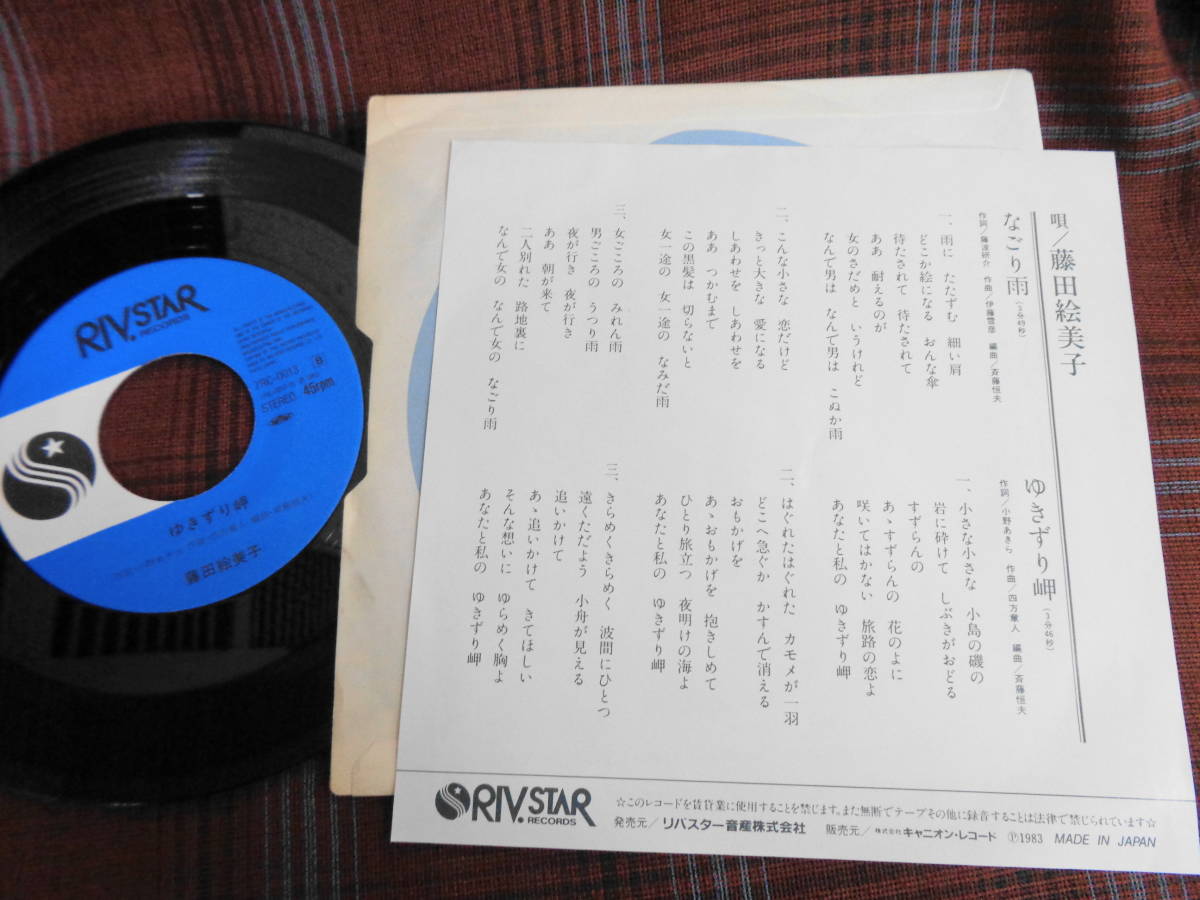 唄／藤田絵美子
なごり雨(3分49秒)
作詞／藤波研介 作曲／伊藤雪彦 編曲／斉藤恒夫
一、雨に たたずむ 細い肩
どこか絵になる おんな傘
待たされて 待たされて
ああ 耐えるのが
女のさだめと いうけれど
なんで男は なんで男は こぬか雨
二、こんな小さな 恋だけど
きっと大きな 愛になる
しあわせを しあわせを
ああ つかむまで
この黒髪は 切らないと
女一途の 女一途の なみだ雨
三、女ごころの みれん雨
男ごころの うつり雨
夜が行き 夜が行き
ああ 朝が来て
二人別れた 路地裏に
なんで女の なんで女の なごり雨
ゆきずり岬(3分46秒)
作詞／小野あきら 作曲／四方章人 編曲／斉藤恒夫
一、小さな小さな 小島の磯の
岩に砕けて しぶきがおどる
すずらんの
あゝすずらんの 花のよに
咲いてはかない 旅路の恋よ
あなたと私の ゆきずり岬
二、はぐれたはぐれた カモメが一羽
どこへ急ぐか かすんで消える
おもかげを
あゝおもかげを 抱きしめて
ひとり旅立つ 夜明けの海よ
あなたと私の ゆきずり岬
三、きらめくきらめく 波間にひとつ
遠くただよう 小舟が見える
追いかけて
あゝ追いかけて きてほしい
そんな想いに ゆらめく胸よ
あなたと私の ゆきずり岬
RIV.STAR
RECORDS
☆このレコードを賃貸業に使用することを禁じます。また無断でテープその他に録音することは法律で禁じられています☆
発売元／リバスター音産株式会社 販売元／株式会社キャニオン・レコード Ⓟ1983 MADE IN JAPAN
RIV.STAR
RECORDS
7RC-0013 B
STEREO 45rpm
ゆきずり岬
藤田絵美子